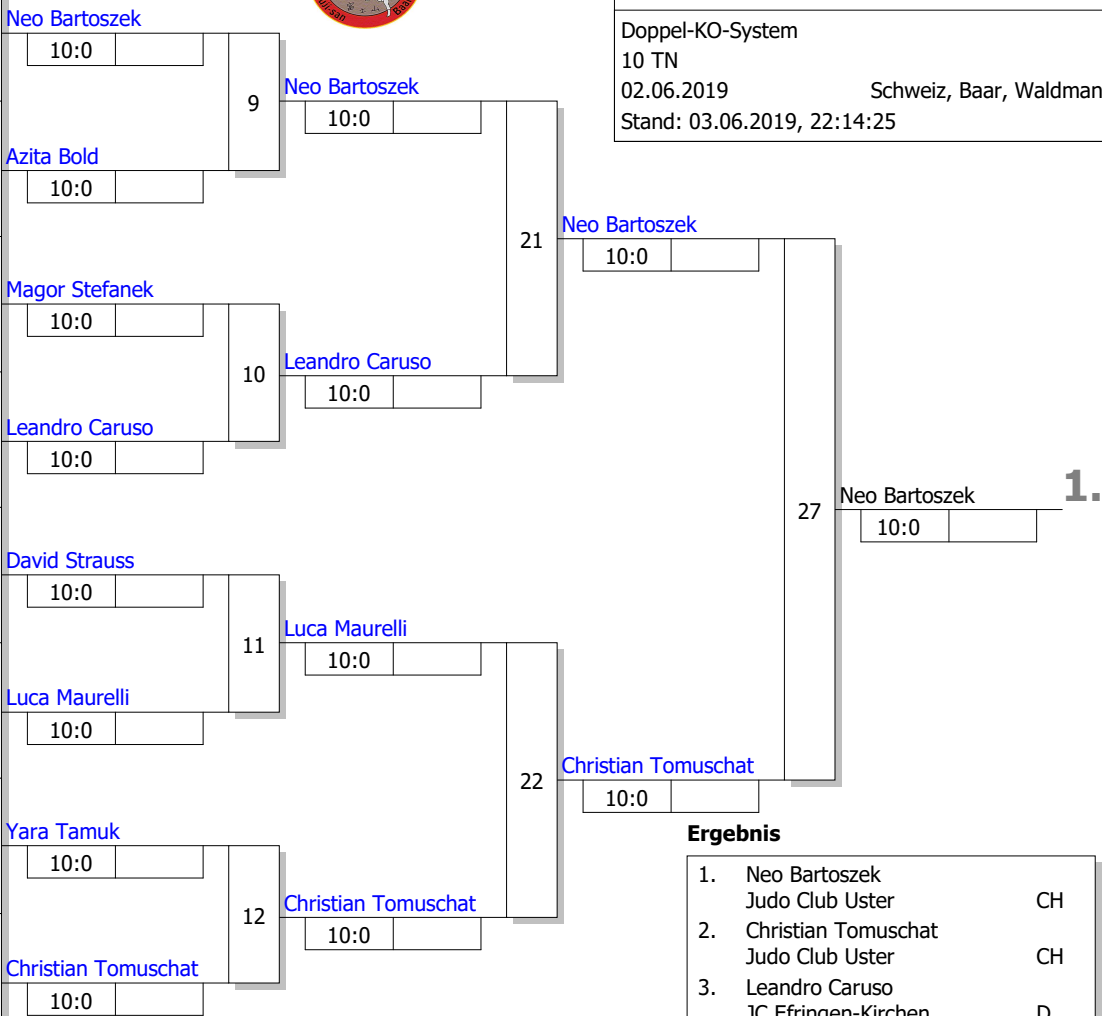 Neo Bartoszek
10:0
Azita Bold
10:0
Magor Stefanek
10:0
Leandro Caruso
10:0
David Strauss
10:0
Luca Maurelli
10:0
Yara Tamuk
10:0
Christian Tomuschat
10:0
9
10
11
12
Neo Bartoszek
10:0
Leandro Caruso
10:0
Luca Maurelli
10:0
Christian Tomuschat
10:0
21
22
Neo Bartoszek
10:0
Christian Tomuschat
10:0
27
Neo Bartoszek
10:0
1.
Doppel-KO-System
10 TN
02.06.2019 Schweiz, Baar, Waldman
Stand: 03.06.2019, 22:14:25
Ergebnis
1. Neo Bartoszek
Judo Club Uster CH
2. Christian Tomuschat
Judo Club Uster CH
3. Leandro Caruso
JC Efringen-Kirchen D